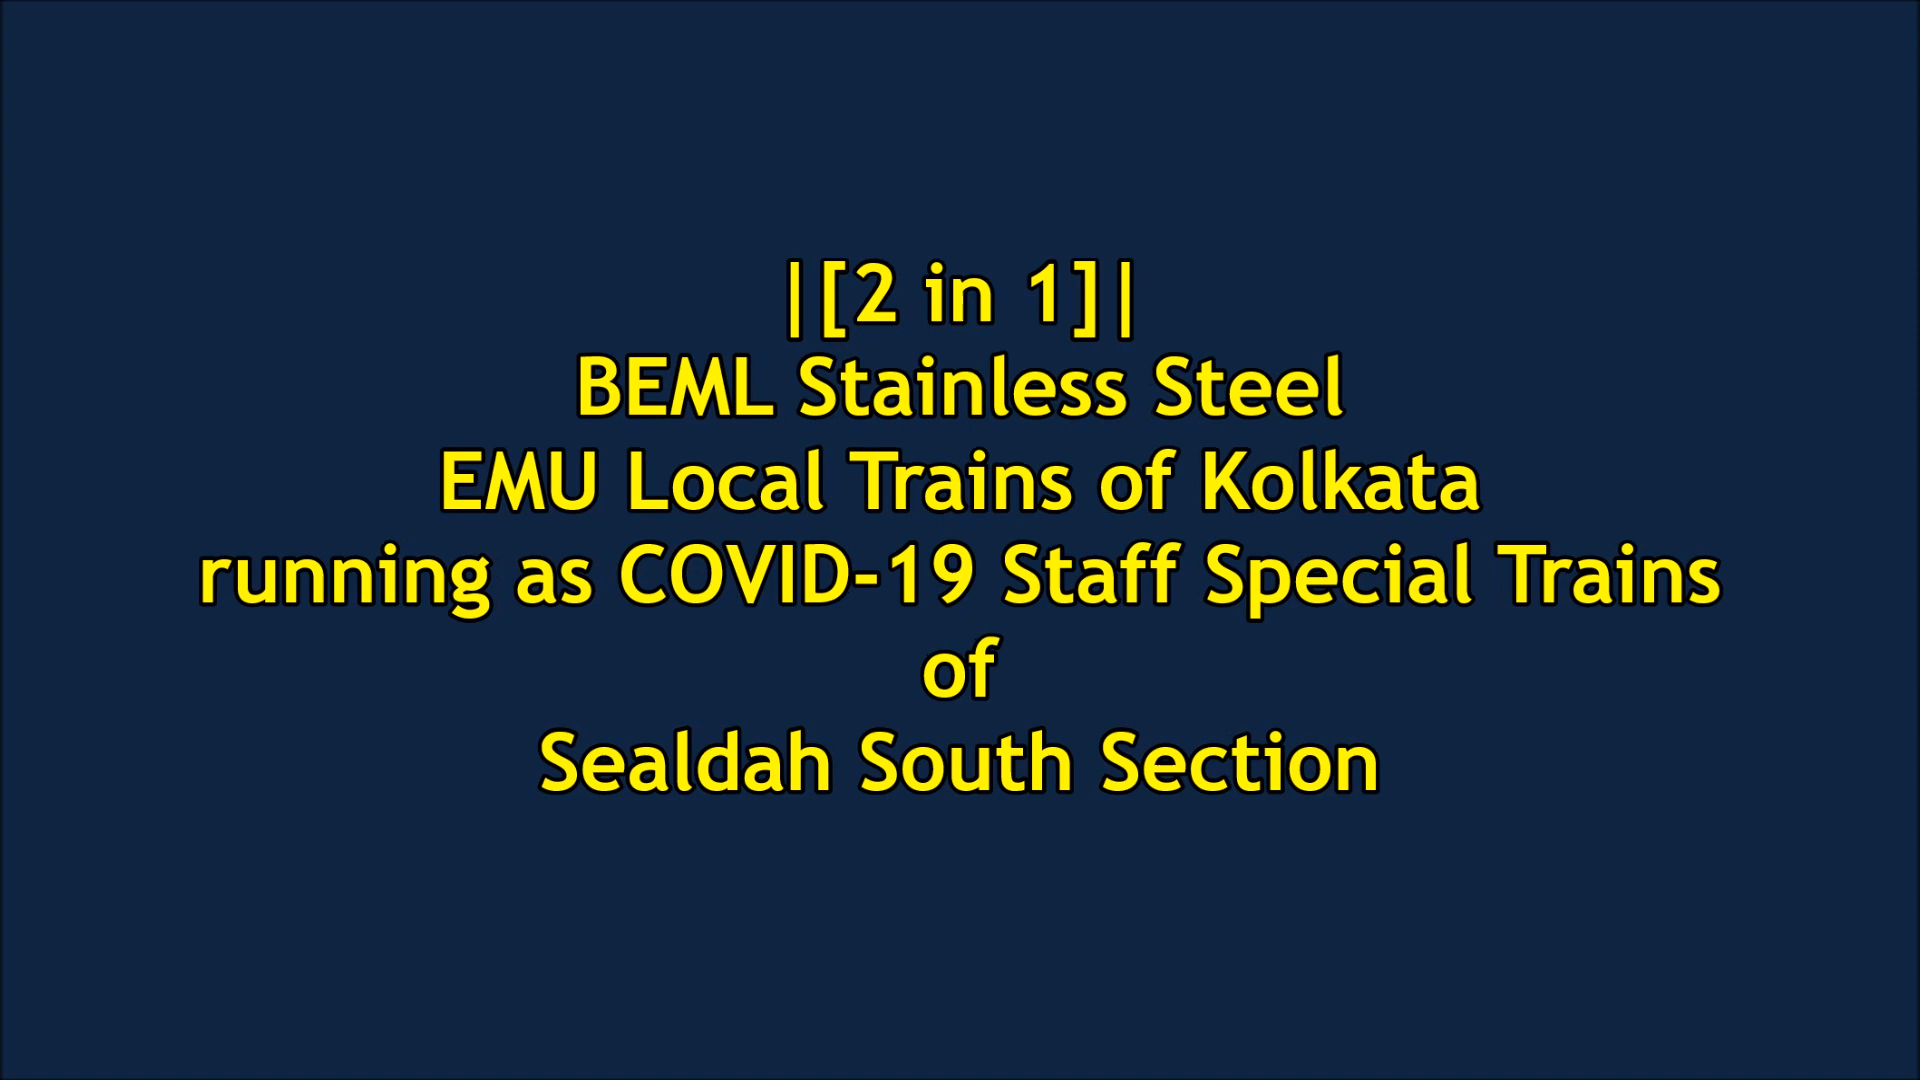 |[2 in 1]|
BEML Stainless Steel
EMU Local Trains of Kolkata
running as COVID-19 Staff Special Trains
of
Sealdah South Section